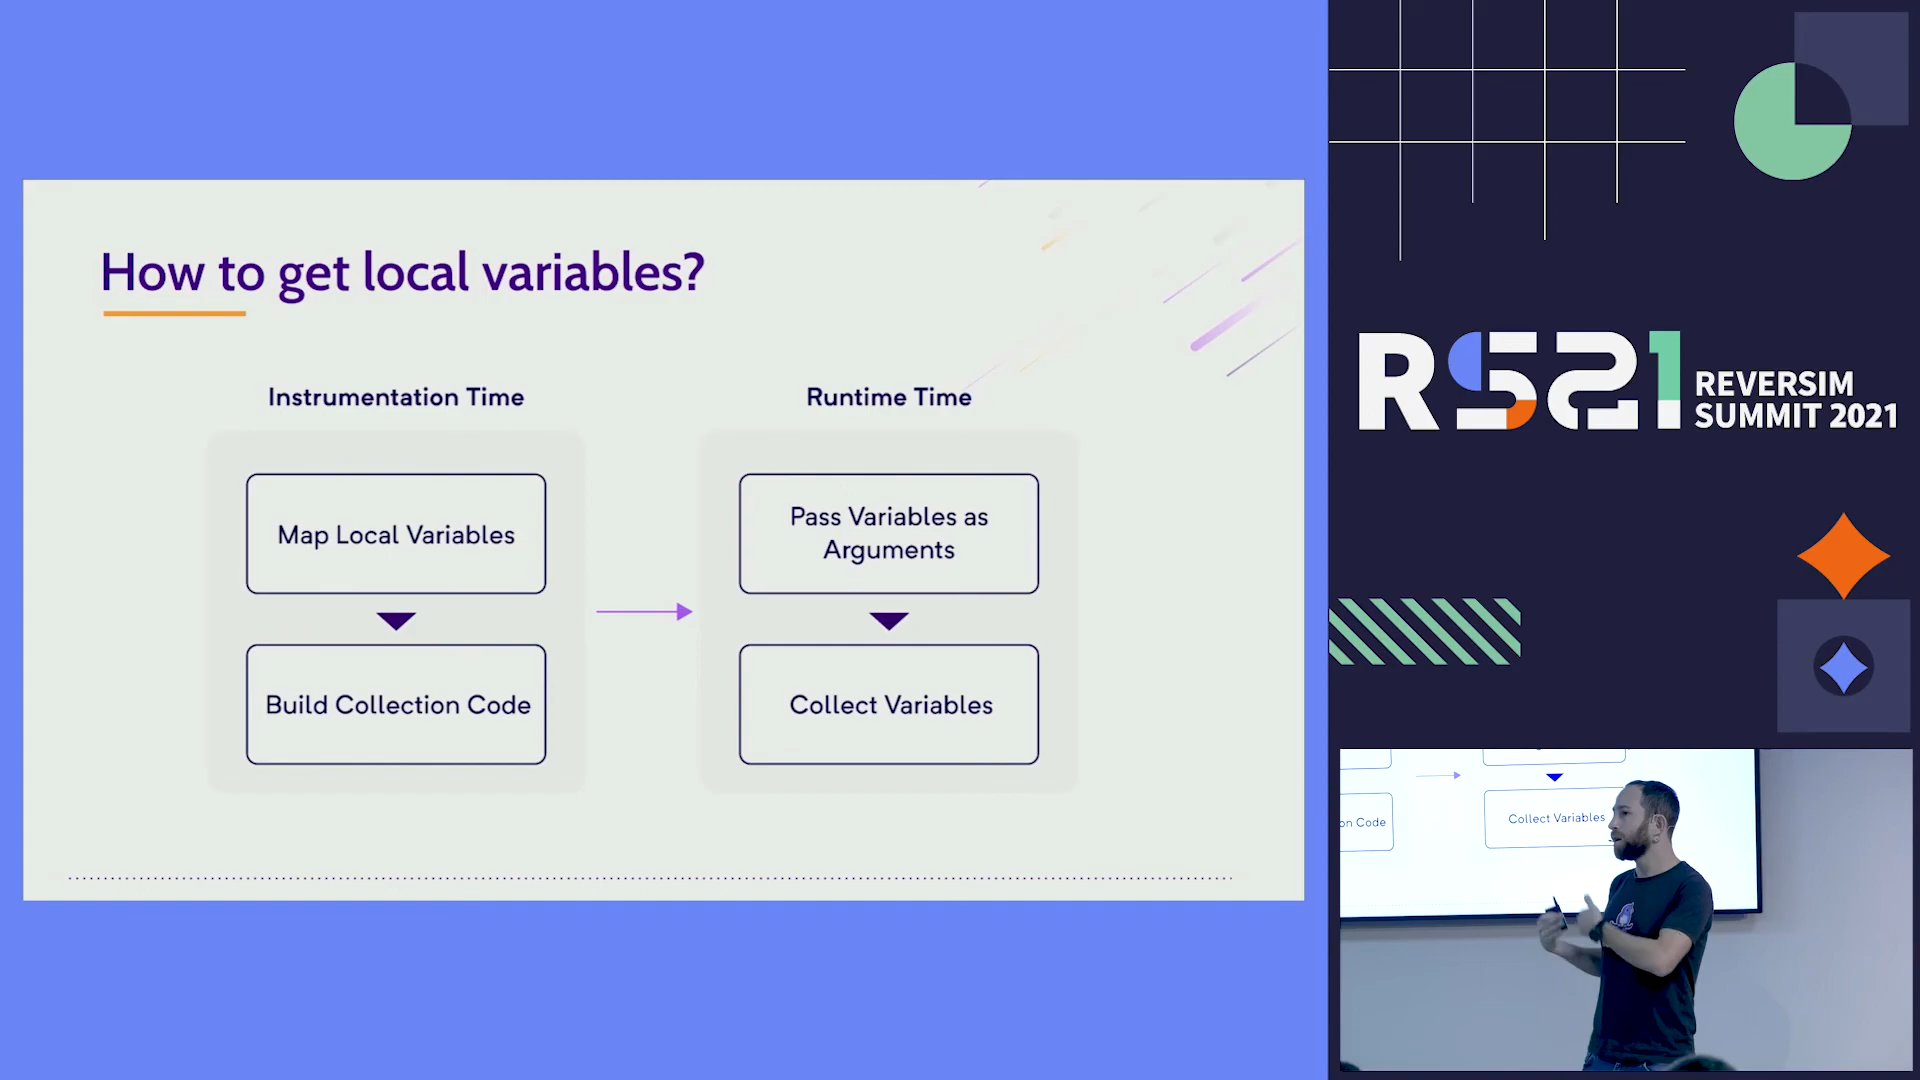 How to get local variables?
Instrumentation Time
Map Local Variables
Build Collection Code
Runtime Time
Pass Variables as
Arguments
Collect Variables
RS21
REVERSIM
SUMMIT 2021
on Code
Collect Variables